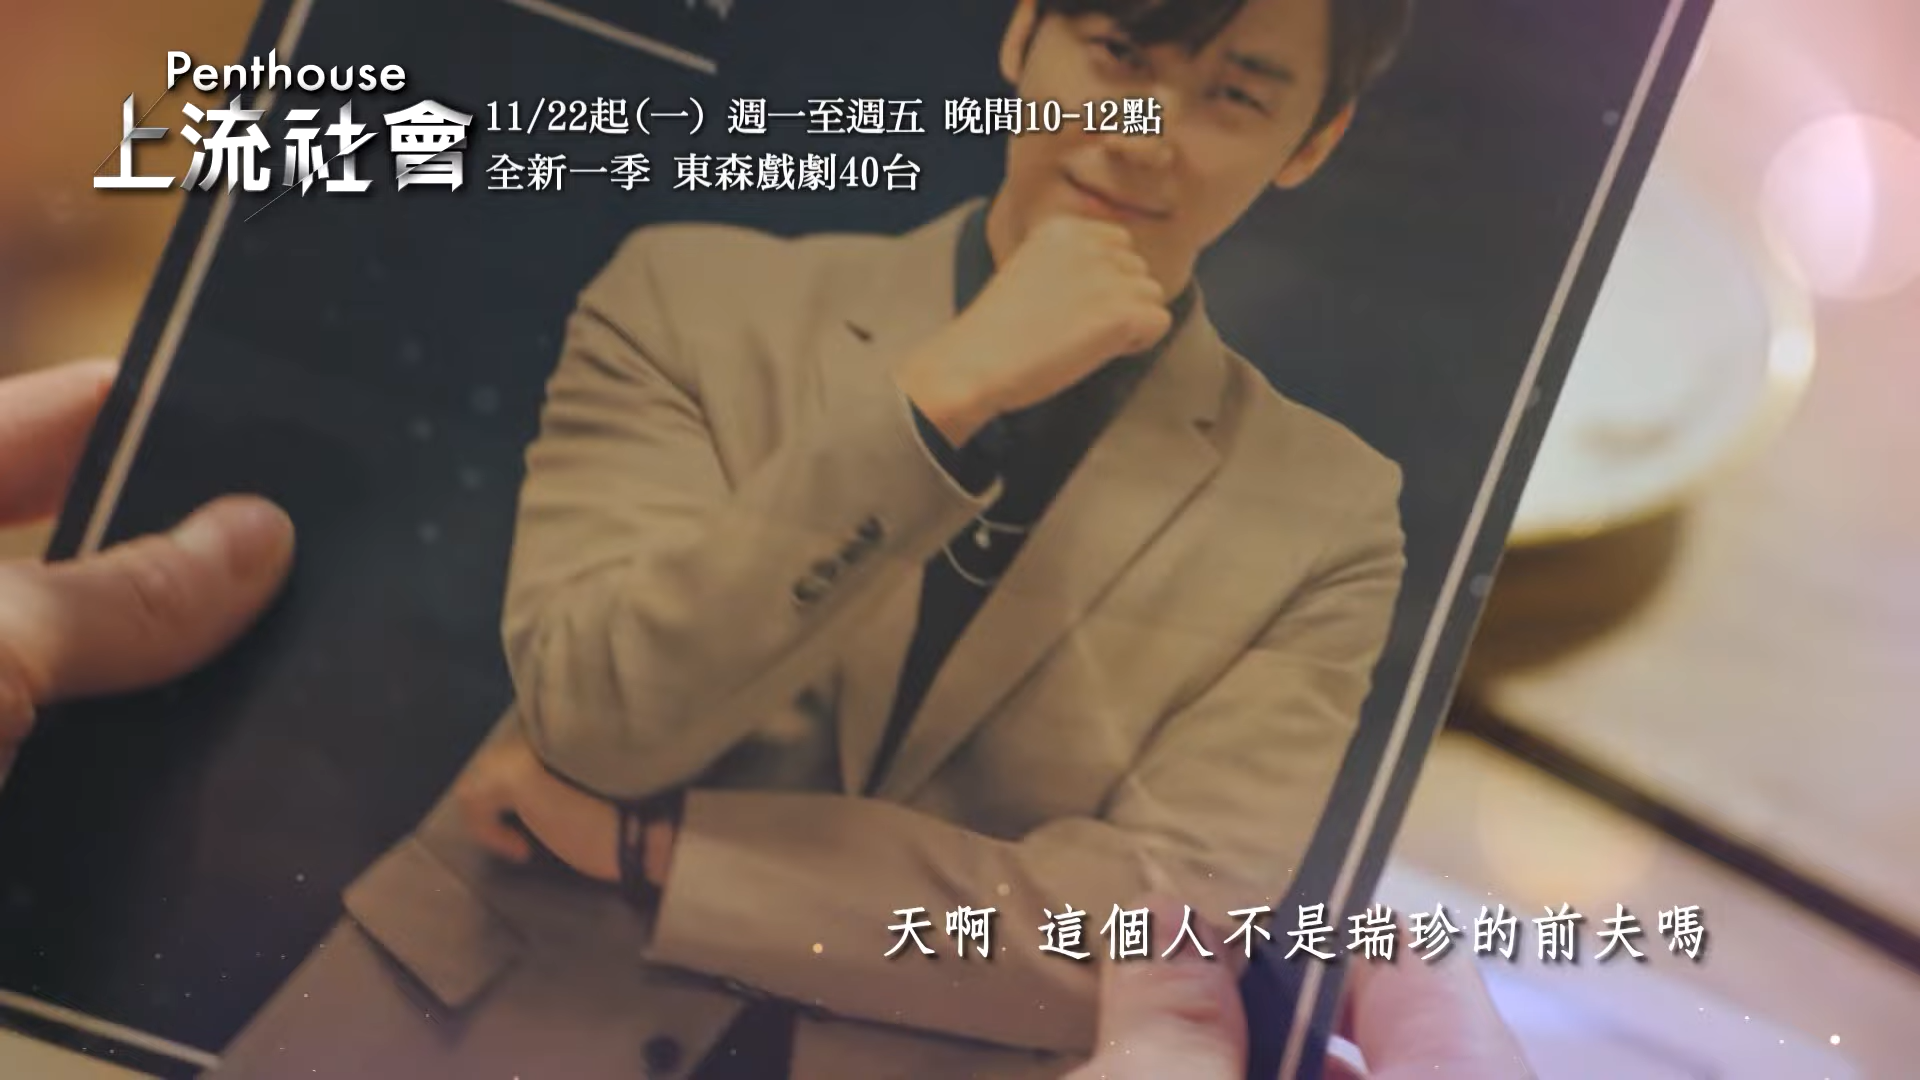 Penthouse
上流社會
11/22起(一) 週一至週五 晚間10-12點
全新一季 東森戲劇40台
天啊 這個人不是瑞珍的前夫嗎